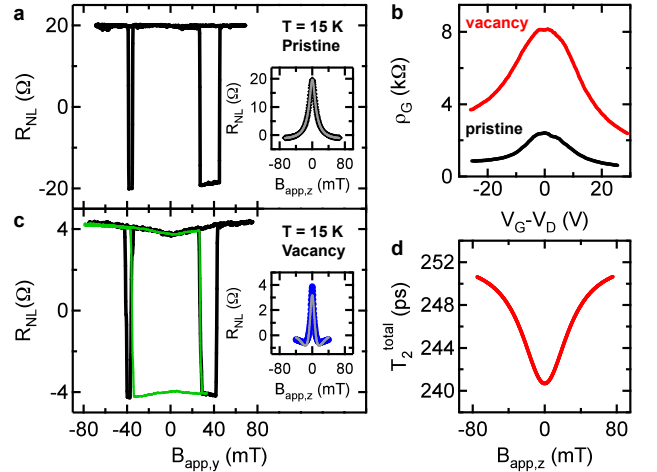 a
T = 15 K
Pristine
20
10
0
-10
-20
R_NL (Ω)
20
10
0
R_NL (Ω)
-80 0 80
B_app,z (mT)
b
vacancy
pristine
8
4
0
ρ_G (kΩ)
-20 0 20
V_G-V_D (V)
c
T = 15 K
Vacancy
4
0
-4
R_NL (Ω)
4
2
0
R_NL (Ω)
-80 0 80
B_app,z (mT)
-80 -40 0 40 80
B_app,y (mT)
d
252
248
244
240
T_2^total (ps)
-80 -40 0 40 80
B_app,z (mT)